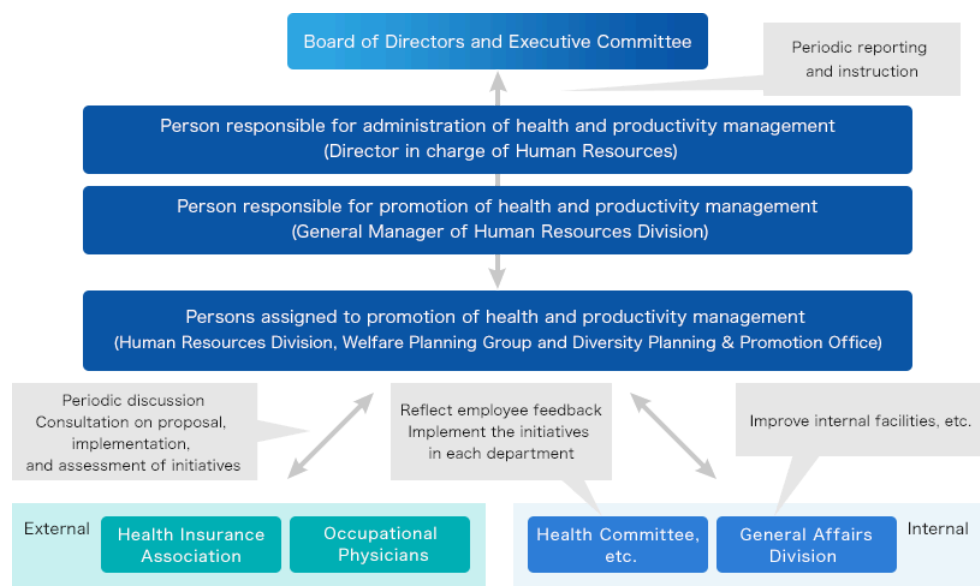 Board of Directors and Executive Committee
Periodic reporting
and instruction
Person responsible for administration of health and productivity management
(Director in charge of Human Resources)
Person responsible for promotion of health and productivity management
(General Manager of Human Resources Division)
Persons assigned to promotion of health and productivity management
(Human Resources Division, Welfare Planning Group and Diversity Planning & Promotion Office)
Periodic discussion
Consultation on proposal,
implementation,
and assessment of initiatives
Reflect employee feedback
Implement the initiatives
in each department
Improve internal facilities, etc.
External
Health Insurance
Association
Occupational
Physicians
Health Committee,
etc.
General Affairs
Division
Internal